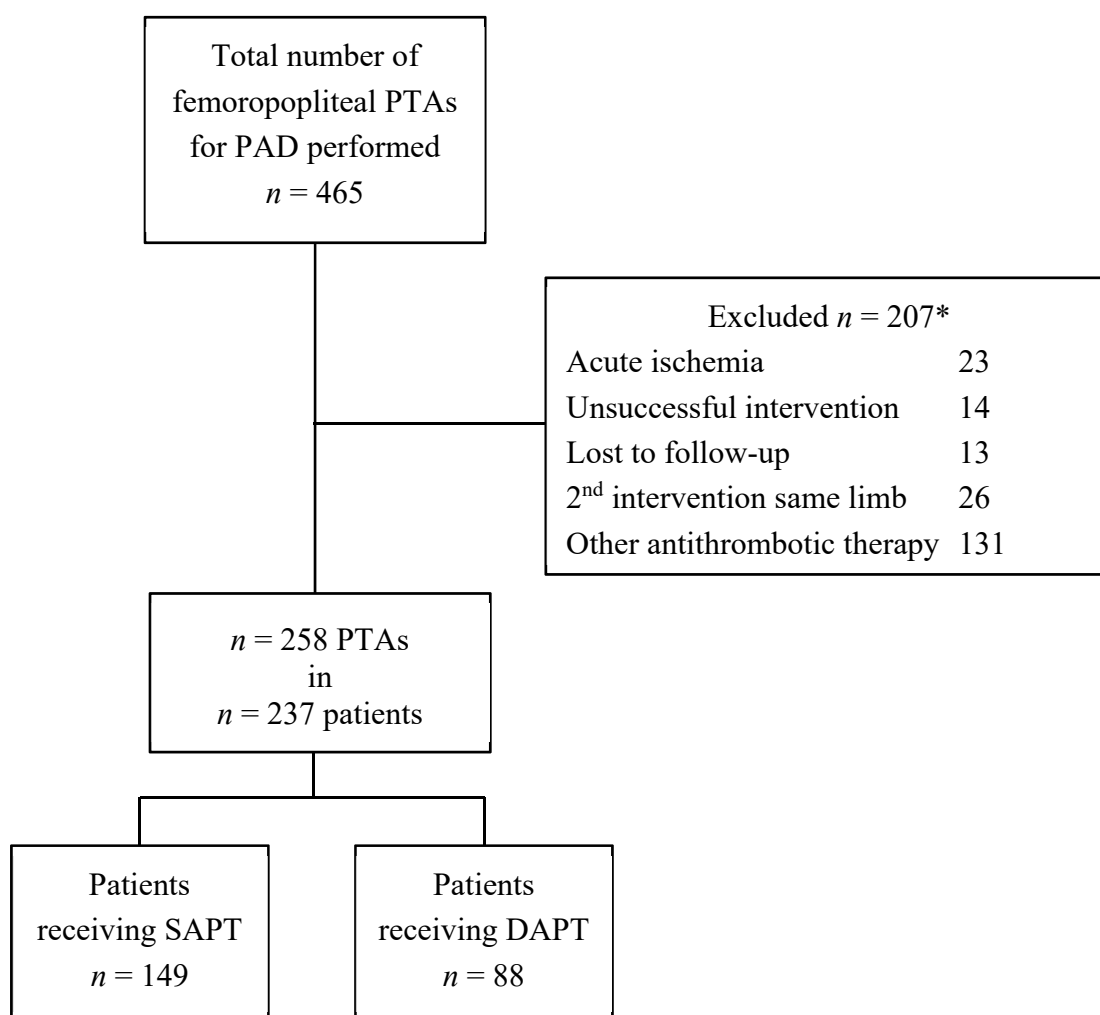 Total number of
femoropopliteal PTAs
for PAD performed
n = 465
Excluded n = 207*
Acute ischemia 23
Unsuccessful intervention 14
Lost to follow-up 13
2nd intervention same limb 26
Other antithrombotic therapy 131
n = 258 PTAs
in
n = 237 patients
Patients
receiving SAPT
n = 149
Patients
receiving DAPT
n = 88